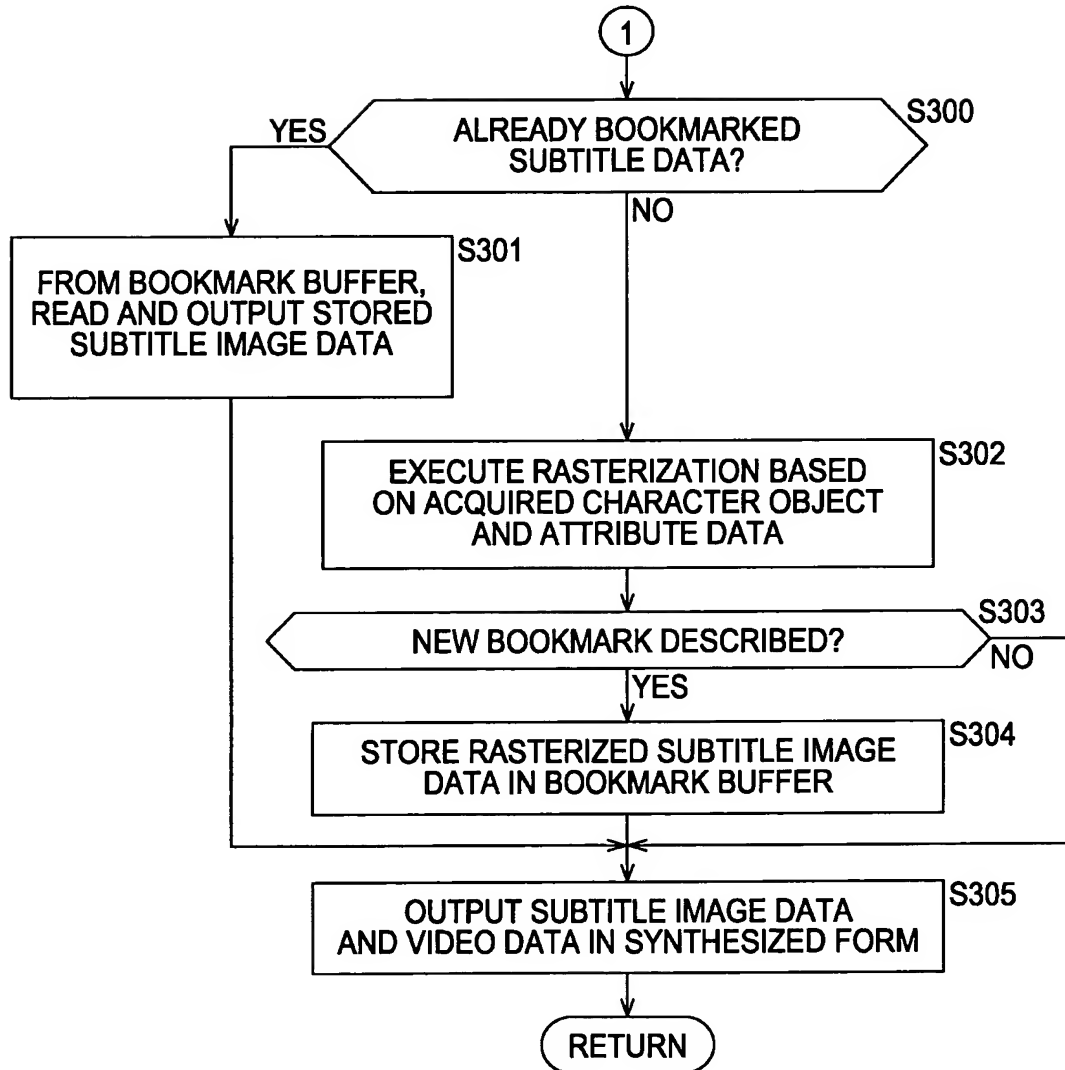 1
ALREADY BOOKMARKED
SUBTITLE DATA?
S300
YES
NO
FROM BOOKMARK BUFFER,
READ AND OUTPUT STORED
SUBTITLE IMAGE DATA
S301
EXECUTE RASTERIZATION BASED
ON ACQUIRED CHARACTER OBJECT
AND ATTRIBUTE DATA
S302
NEW BOOKMARK DESCRIBED?
S303
NO
YES
STORE RASTERIZED SUBTITLE IMAGE
DATA IN BOOKMARK BUFFER
S304
OUTPUT SUBTITLE IMAGE DATA
AND VIDEO DATA IN SYNTHESIZED FORM
S305
RETURN